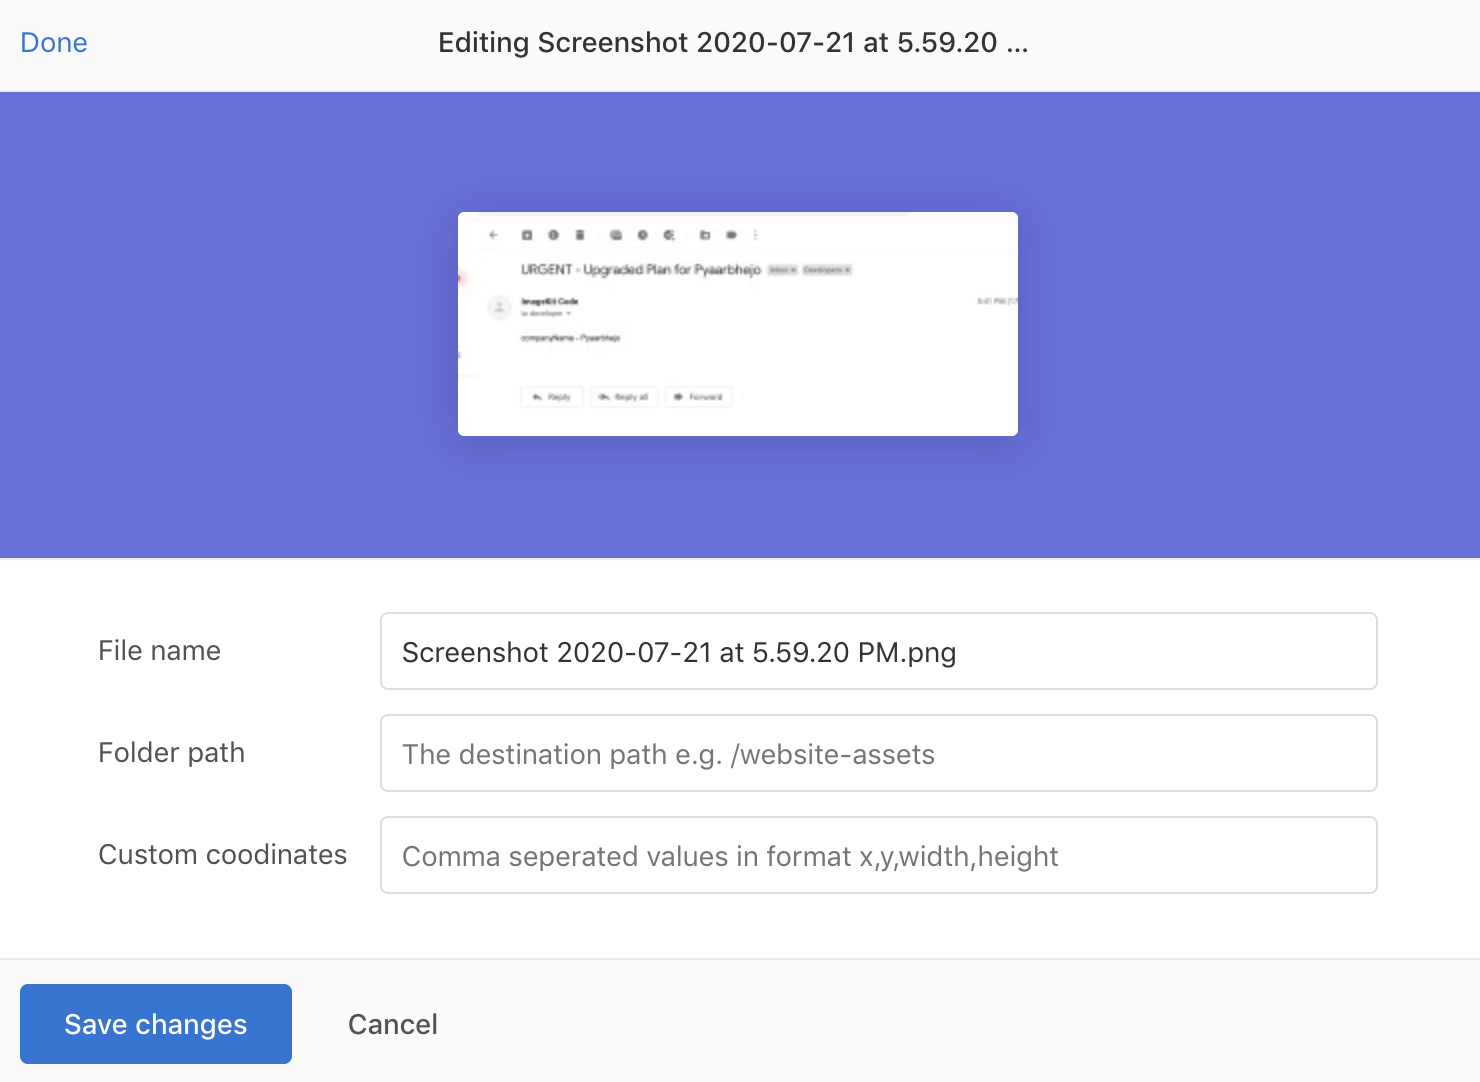 Done
Editing Screenshot 2020-07-21 at 5.59.20 ...
URGENT - Upgraded Plan for Pyaarbhejo Inbox × Developers ×
ImageKit Code
to developer
companyName - Pyaarbhejo
Reply Reply all Forward
File name
Screenshot 2020-07-21 at 5.59.20 PM.png
Folder path
The destination path e.g. /website-assets
Custom coodinates
Comma seperated values in format x,y,width,height
Save changes
Cancel